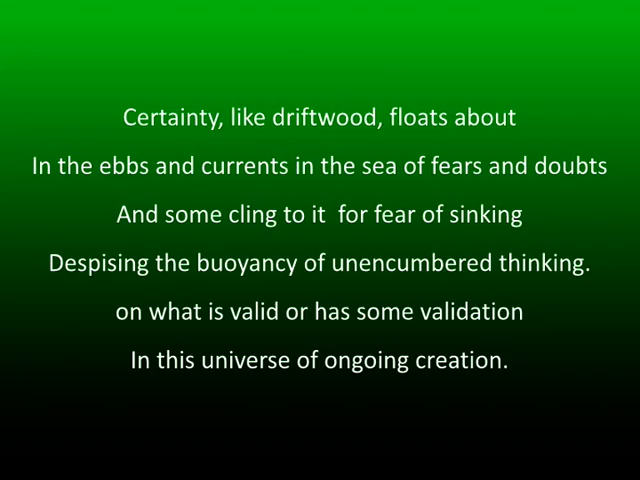 Certainty, like driftwood, floats about
In the ebbs and currents in the sea of fears and doubts
And some cling to it  for fear of sinking
Despising the buoyancy of unencumbered thinking.
on what is valid or has some validation
In this universe of ongoing creation.